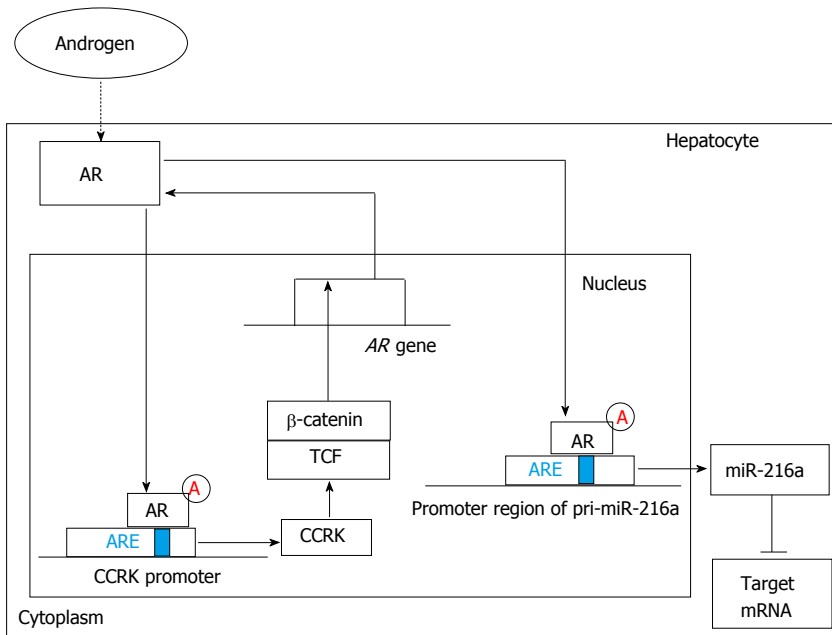 Androgen
Hepatocyte
AR
Nucleus
AR gene
β-catenin
TCF
A
AR
ARE
miR-216a
Promoter region of pri-miR-216a
A
AR
ARE
CCRK
CCRK promoter
Target
mRNA
Cytoplasm